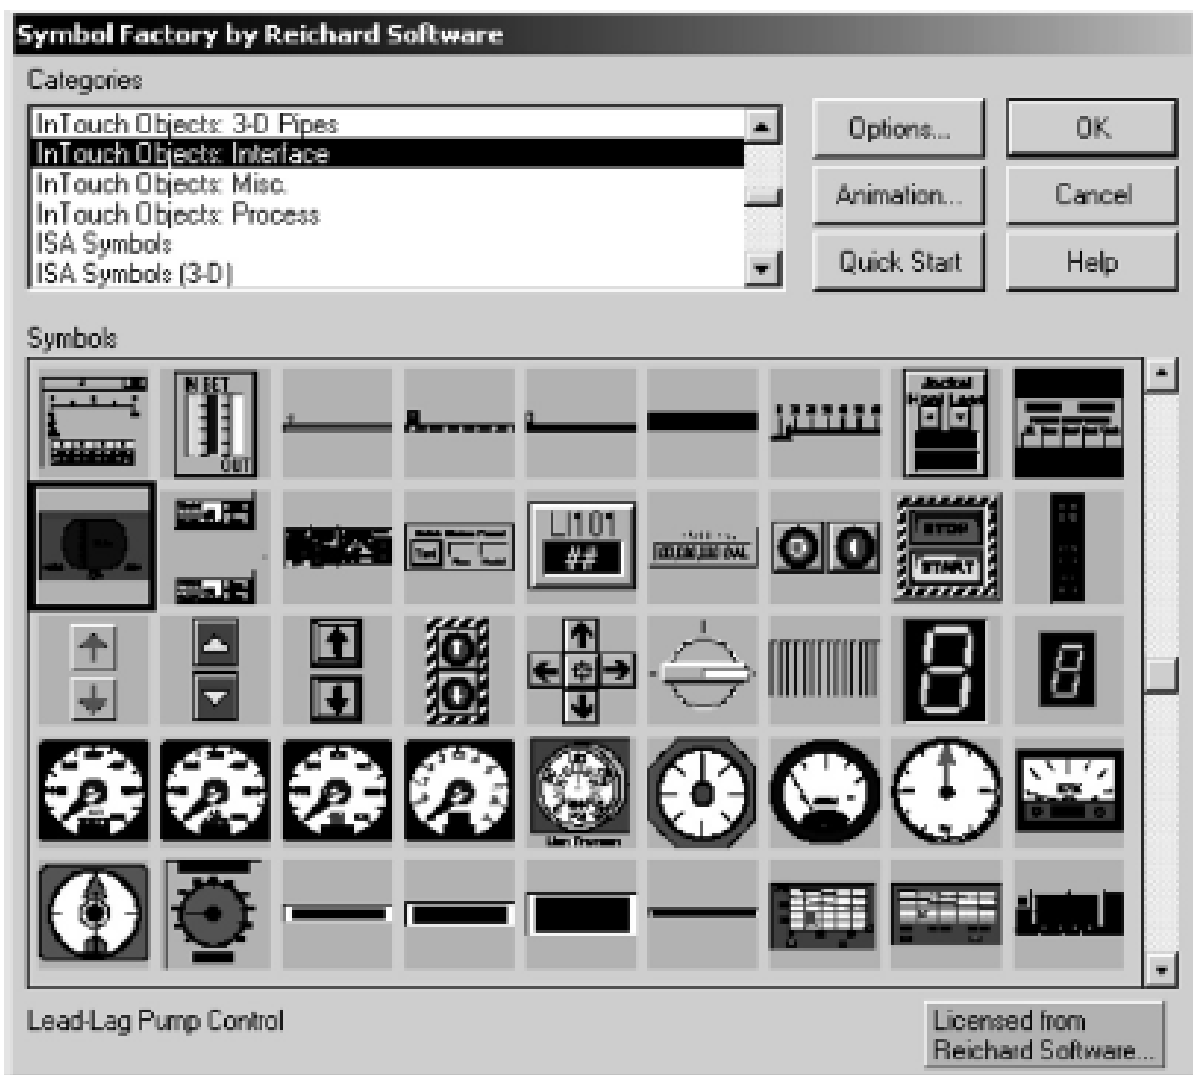 Symbol Factory by Reichard Software
Categories
InTouch Objects: 3-D Pipes
InTouch Objects: Interface
InTouch Objects: Misc.
InTouch Objects: Process
ISA Symbols
ISA Symbols (3-D)
Options...
OK
Animation...
Cancel
Quick Start
Help
Symbols
OUT
LI101
##
STOP
START
Lead-Lag Pump Control
Licensed from
Reichard Software...